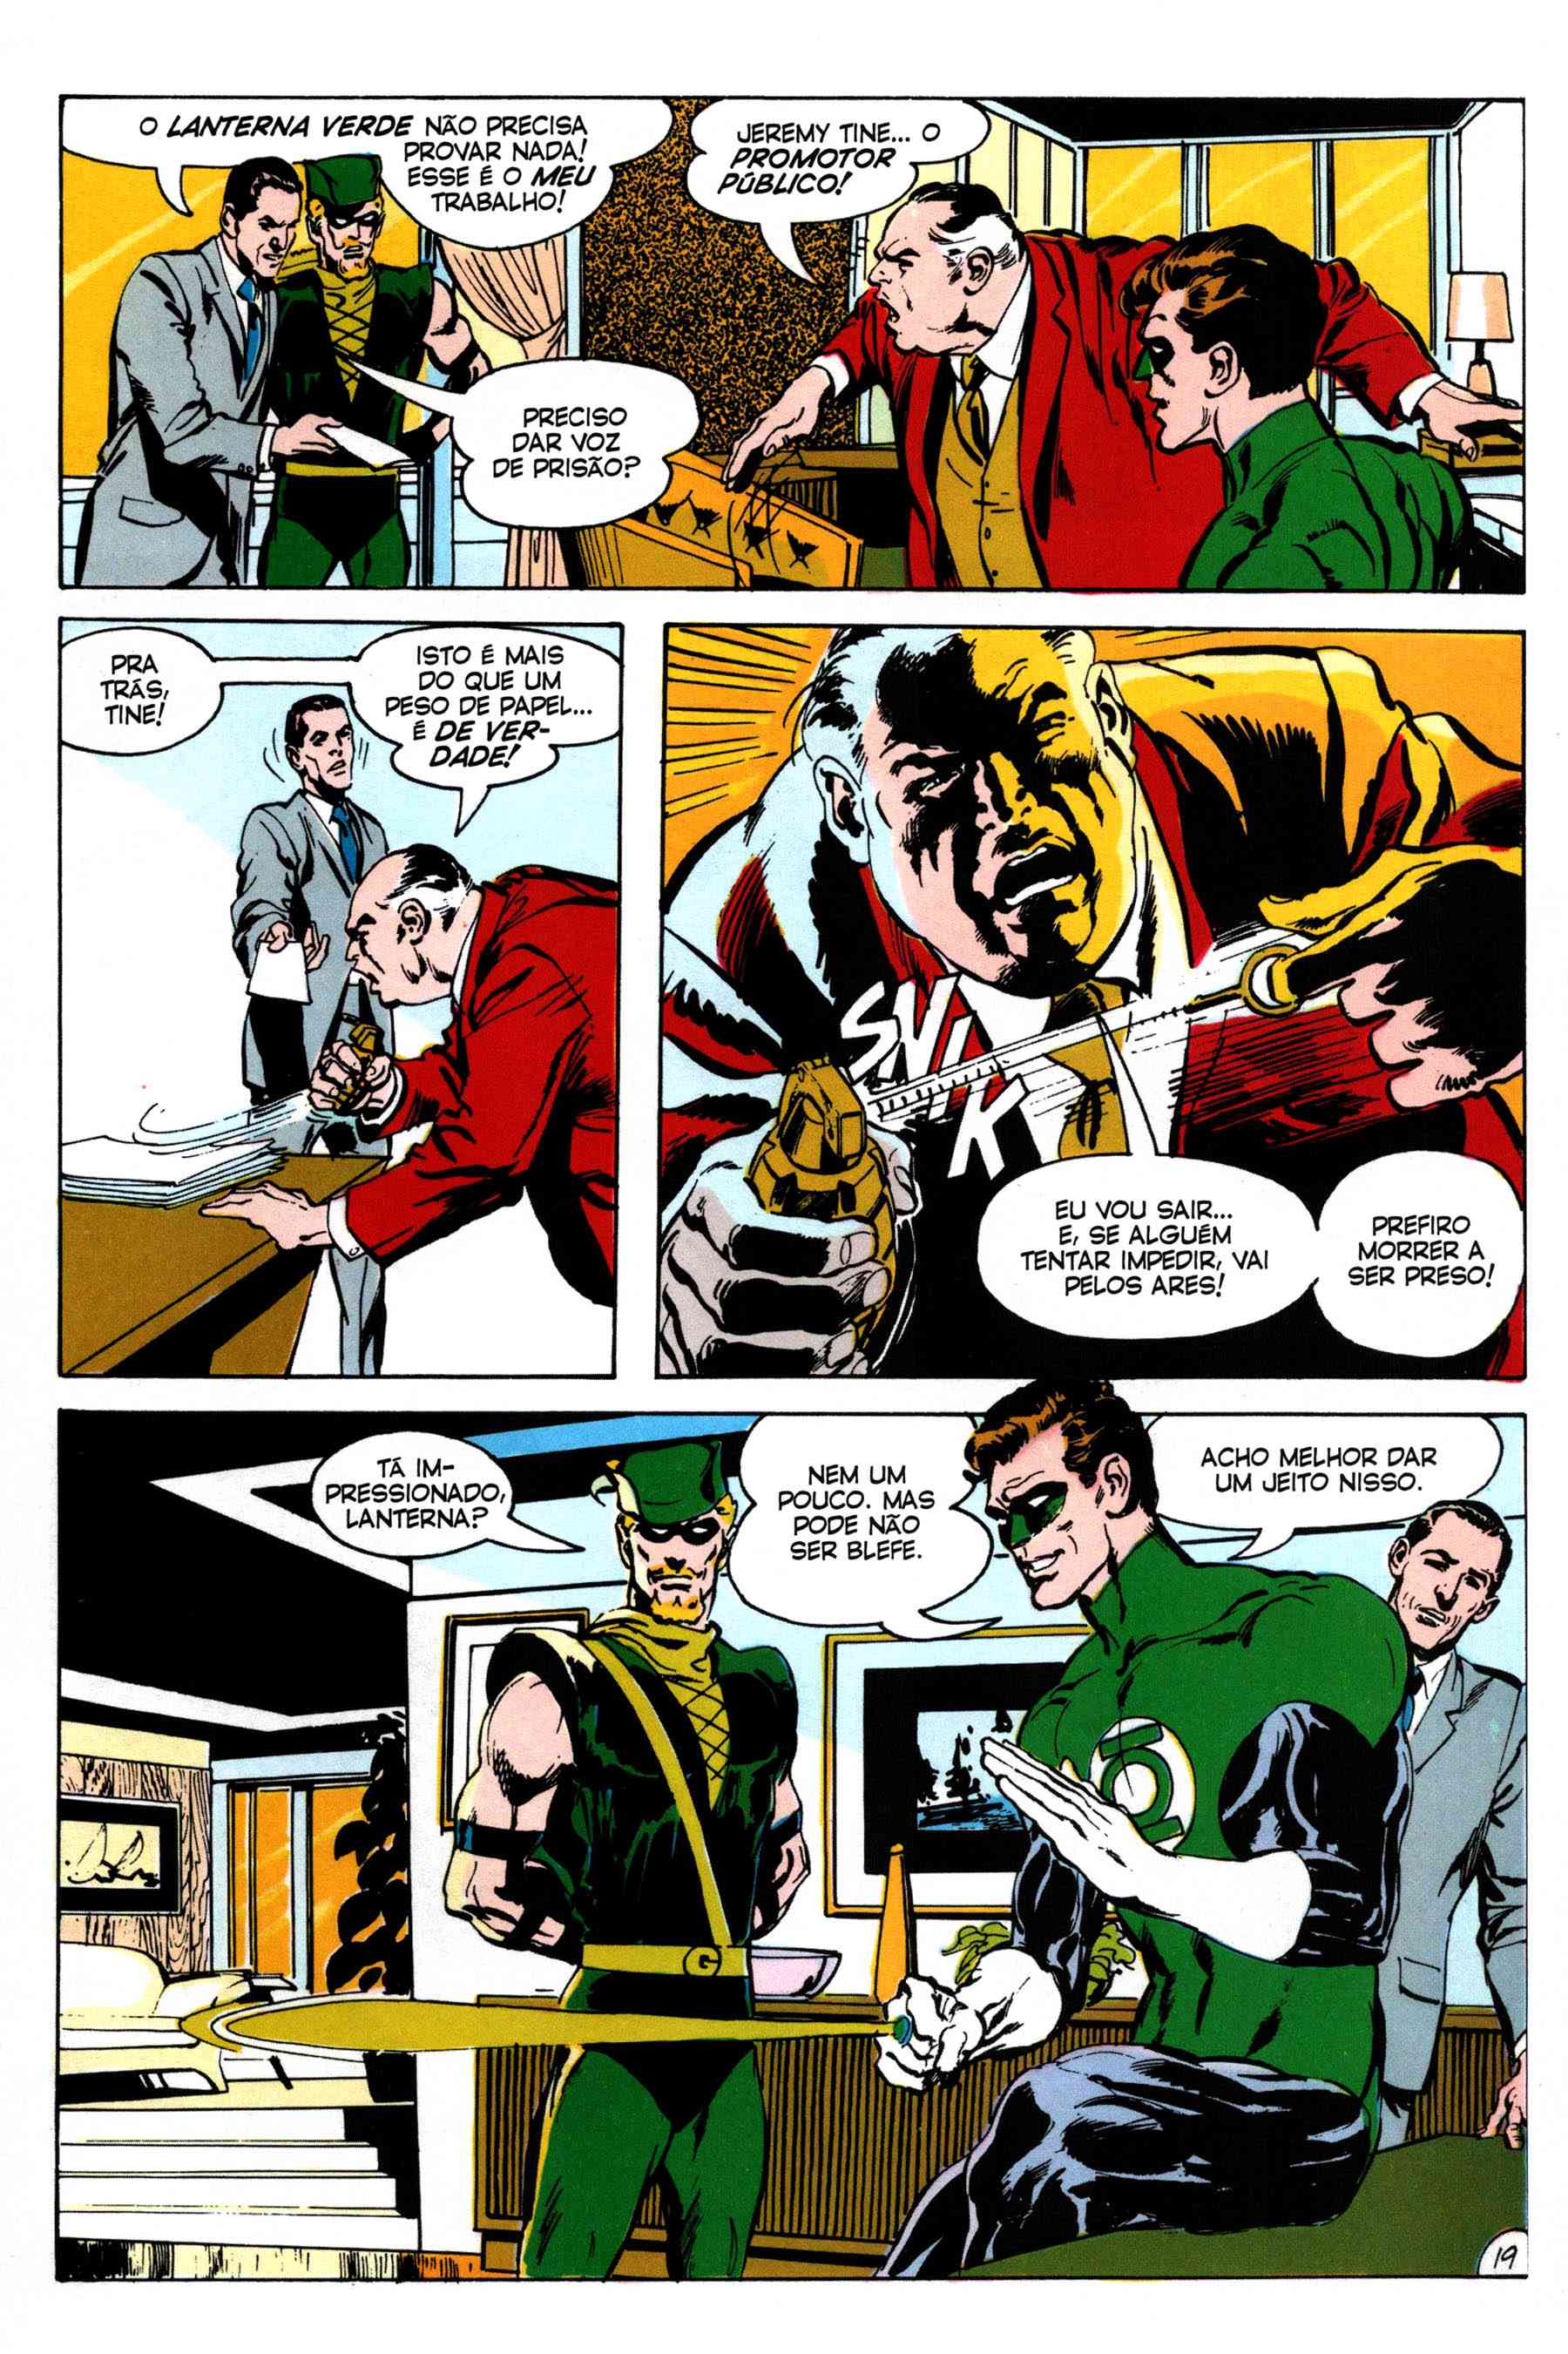 O LANTERNA VERDE NÃO PRECISA
PROVAR NADA!
ESSE É O MEU
TRABALHO!
JEREMY TINE... O
PROMOTOR
PÚBLICO!
PRECISO
DAR VOZ
DE PRISÃO?
PRA
TRÁS,
TINE!
ISTO É MAIS
DO QUE UM
PESO DE PAPEL...
É DE VER-
DADE!
SNIK
EU VOU SAIR...
E, SE ALGUÉM
TENTAR IMPEDIR, VAI
PELOS ARES!
PREFIRO
MORRER A
SER PRESO!
TÁ IM-
PRESSIONADO,
LANTERNA?
NEM UM
POUCO. MAS
PODE NÃO
SER BLEFE.
ACHO MELHOR DAR
UM JEITO NISSO.
G
19